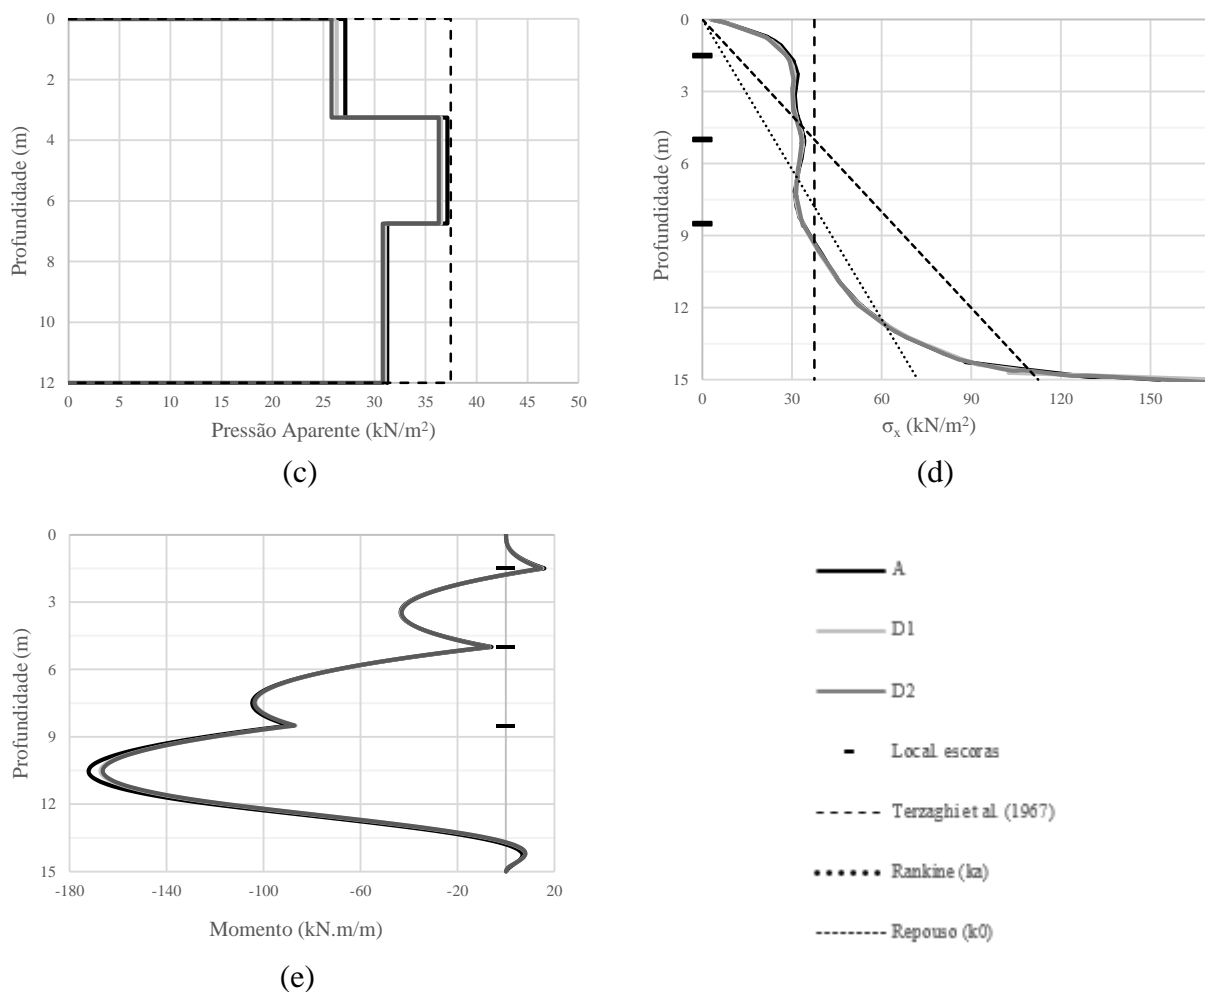 0
2
4
6
8
10
12
Profundidade (m)
0 5 10 15 20 25 30 35 40 45 50
Pressão Aparente (kN/m²)
(c)
0
3
6
9
12
15
Profundidade (m)
0 30 60 90 120 150
σₓ (kN/m²)
(d)
0
3
6
9
12
15
Profundidade (m)
-180 -140 -100 -60 -20 20
Momento (kN.m/m)
(e)
A
D1
D2
Local escoras
Terzaghi et al. (1967)
Rankine (ka)
Repouso (k0)